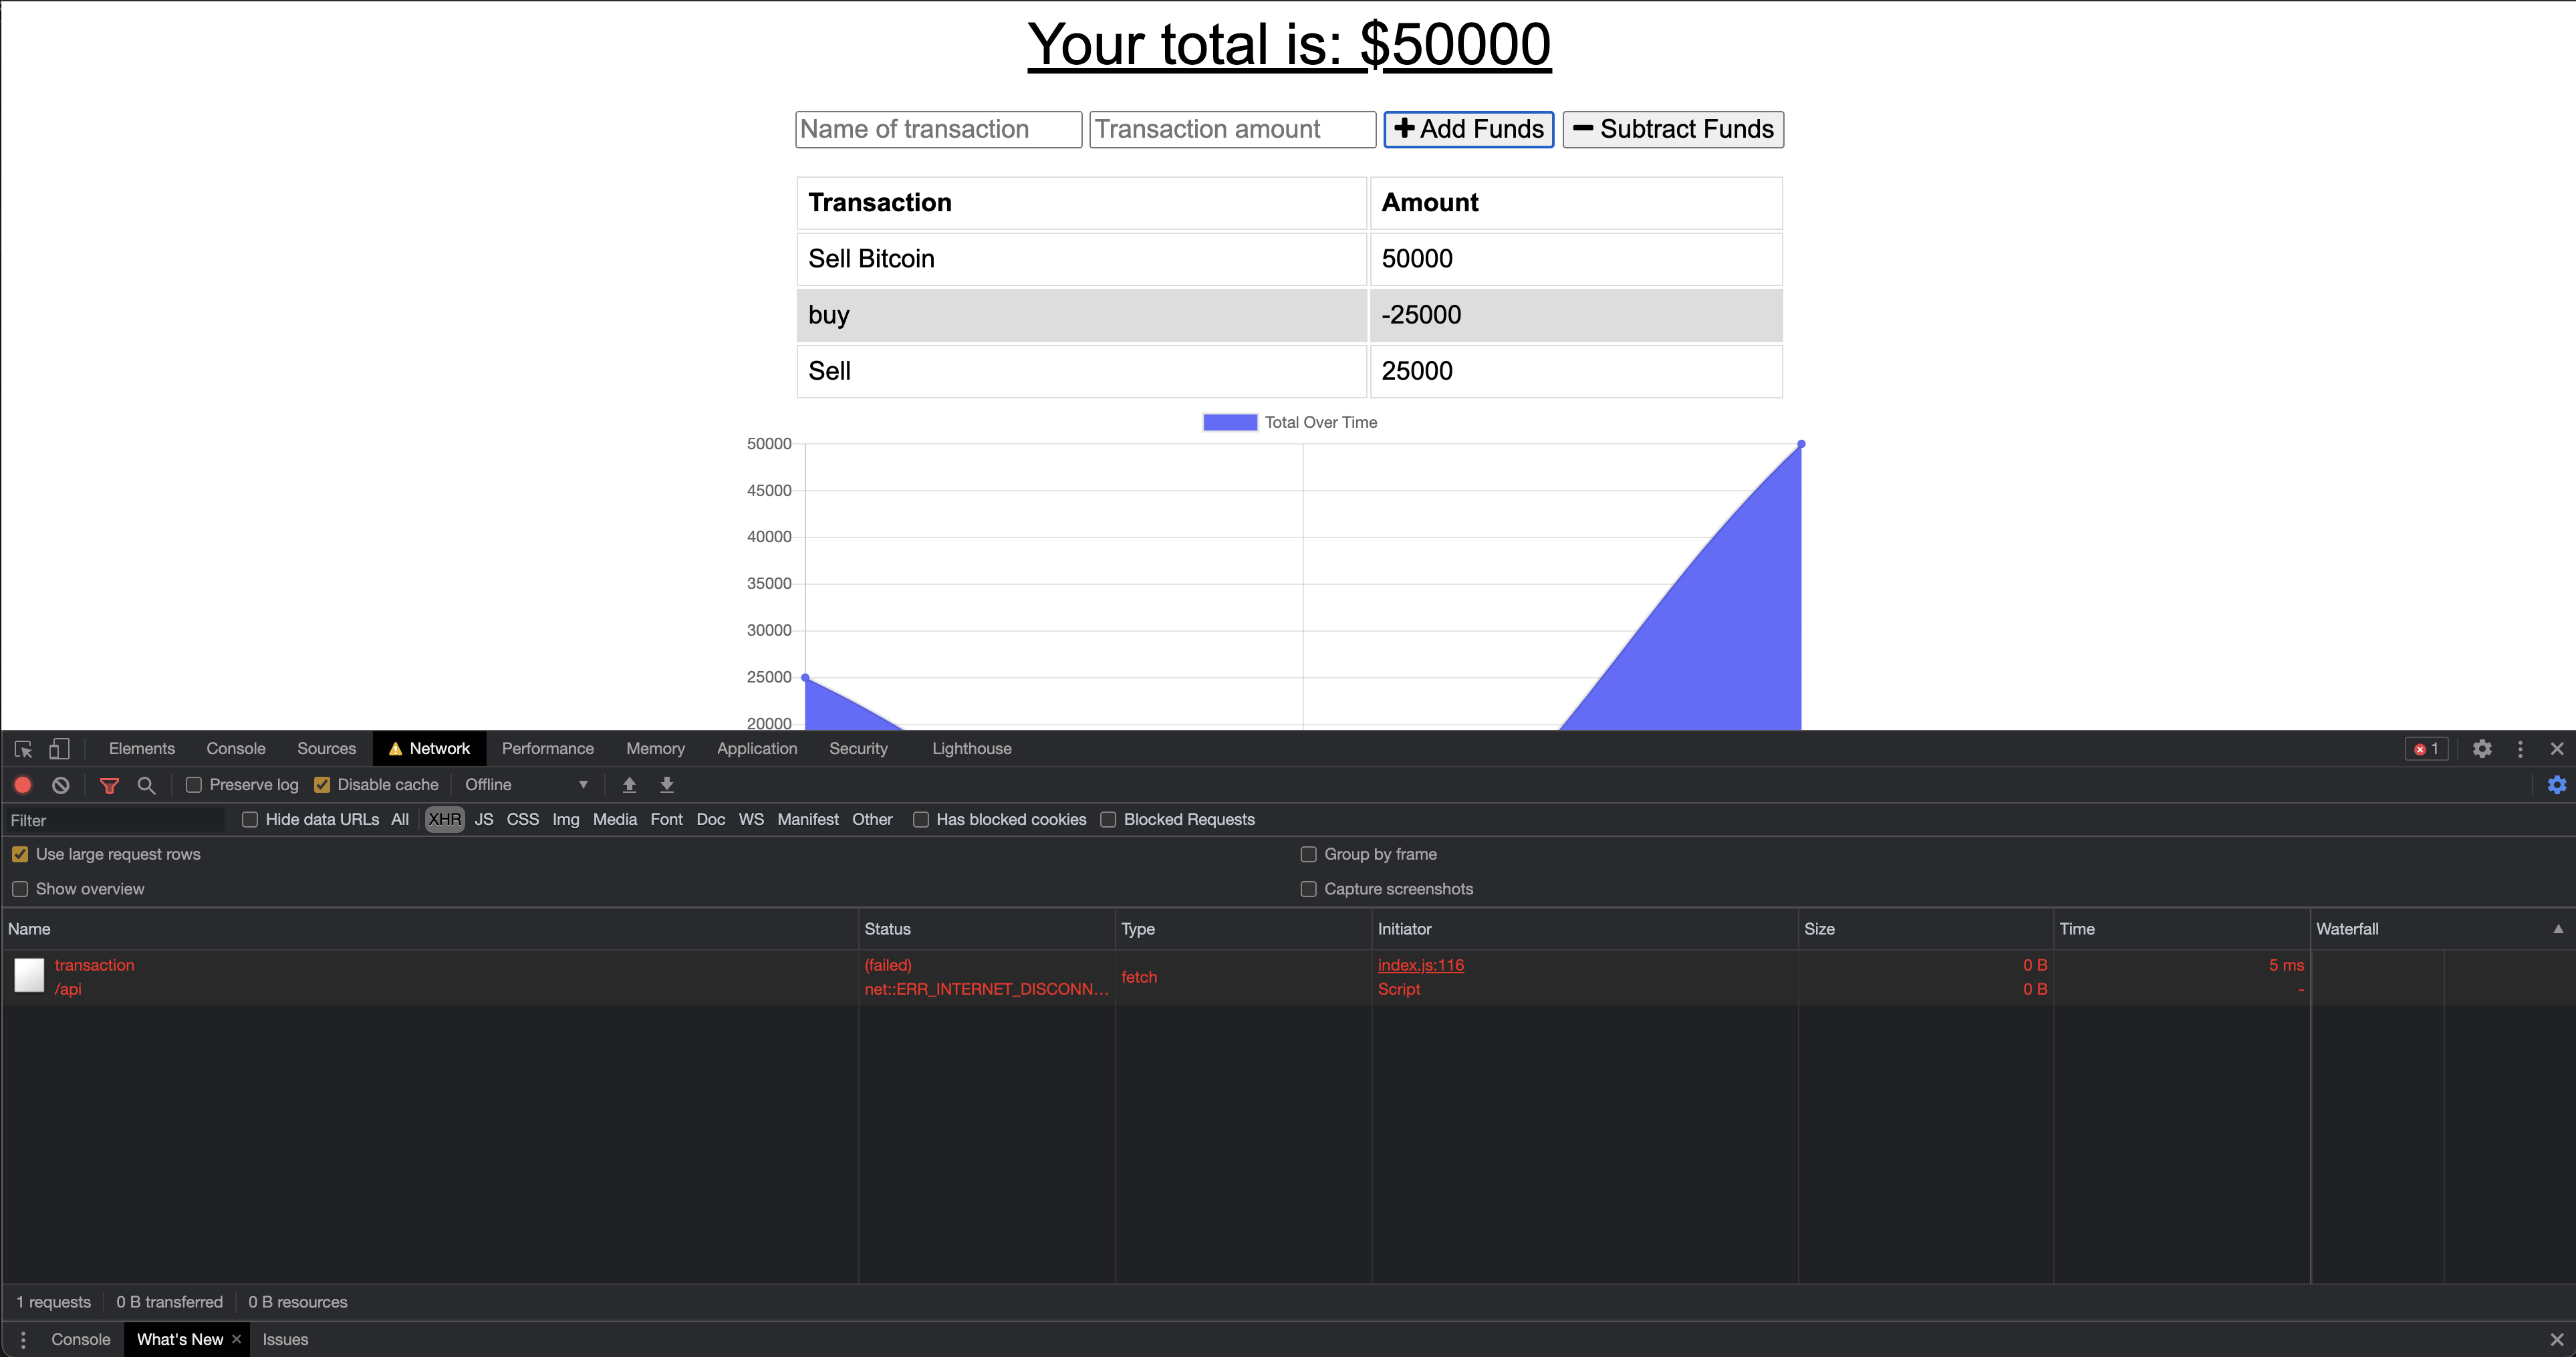 Your total is: $50000
Name of transaction Transaction amount Add Funds Subtract Funds
Transaction Amount
Sell Bitcoin 50000
buy -25000
Sell 25000
Total Over Time
50000
45000
40000
35000
30000
25000
20000
Elements Console Sources Network Performance Memory Application Security Lighthouse 1
Preserve log Disable cache Offline
Filter Hide data URLs All XHR JS CSS Img Media Font Doc WS Manifest Other Has blocked cookies Blocked Requests
Use large request rows Group by frame
Show overview Capture screenshots
Name Status Type Initiator Size Time Waterfall
transaction (failed) fetch index.js:116 0 B 5 ms
/api net::ERR_INTERNET_DISCONN... Script 0 B -
1 requests 0 B transferred 0 B resources
Console What's New Issues